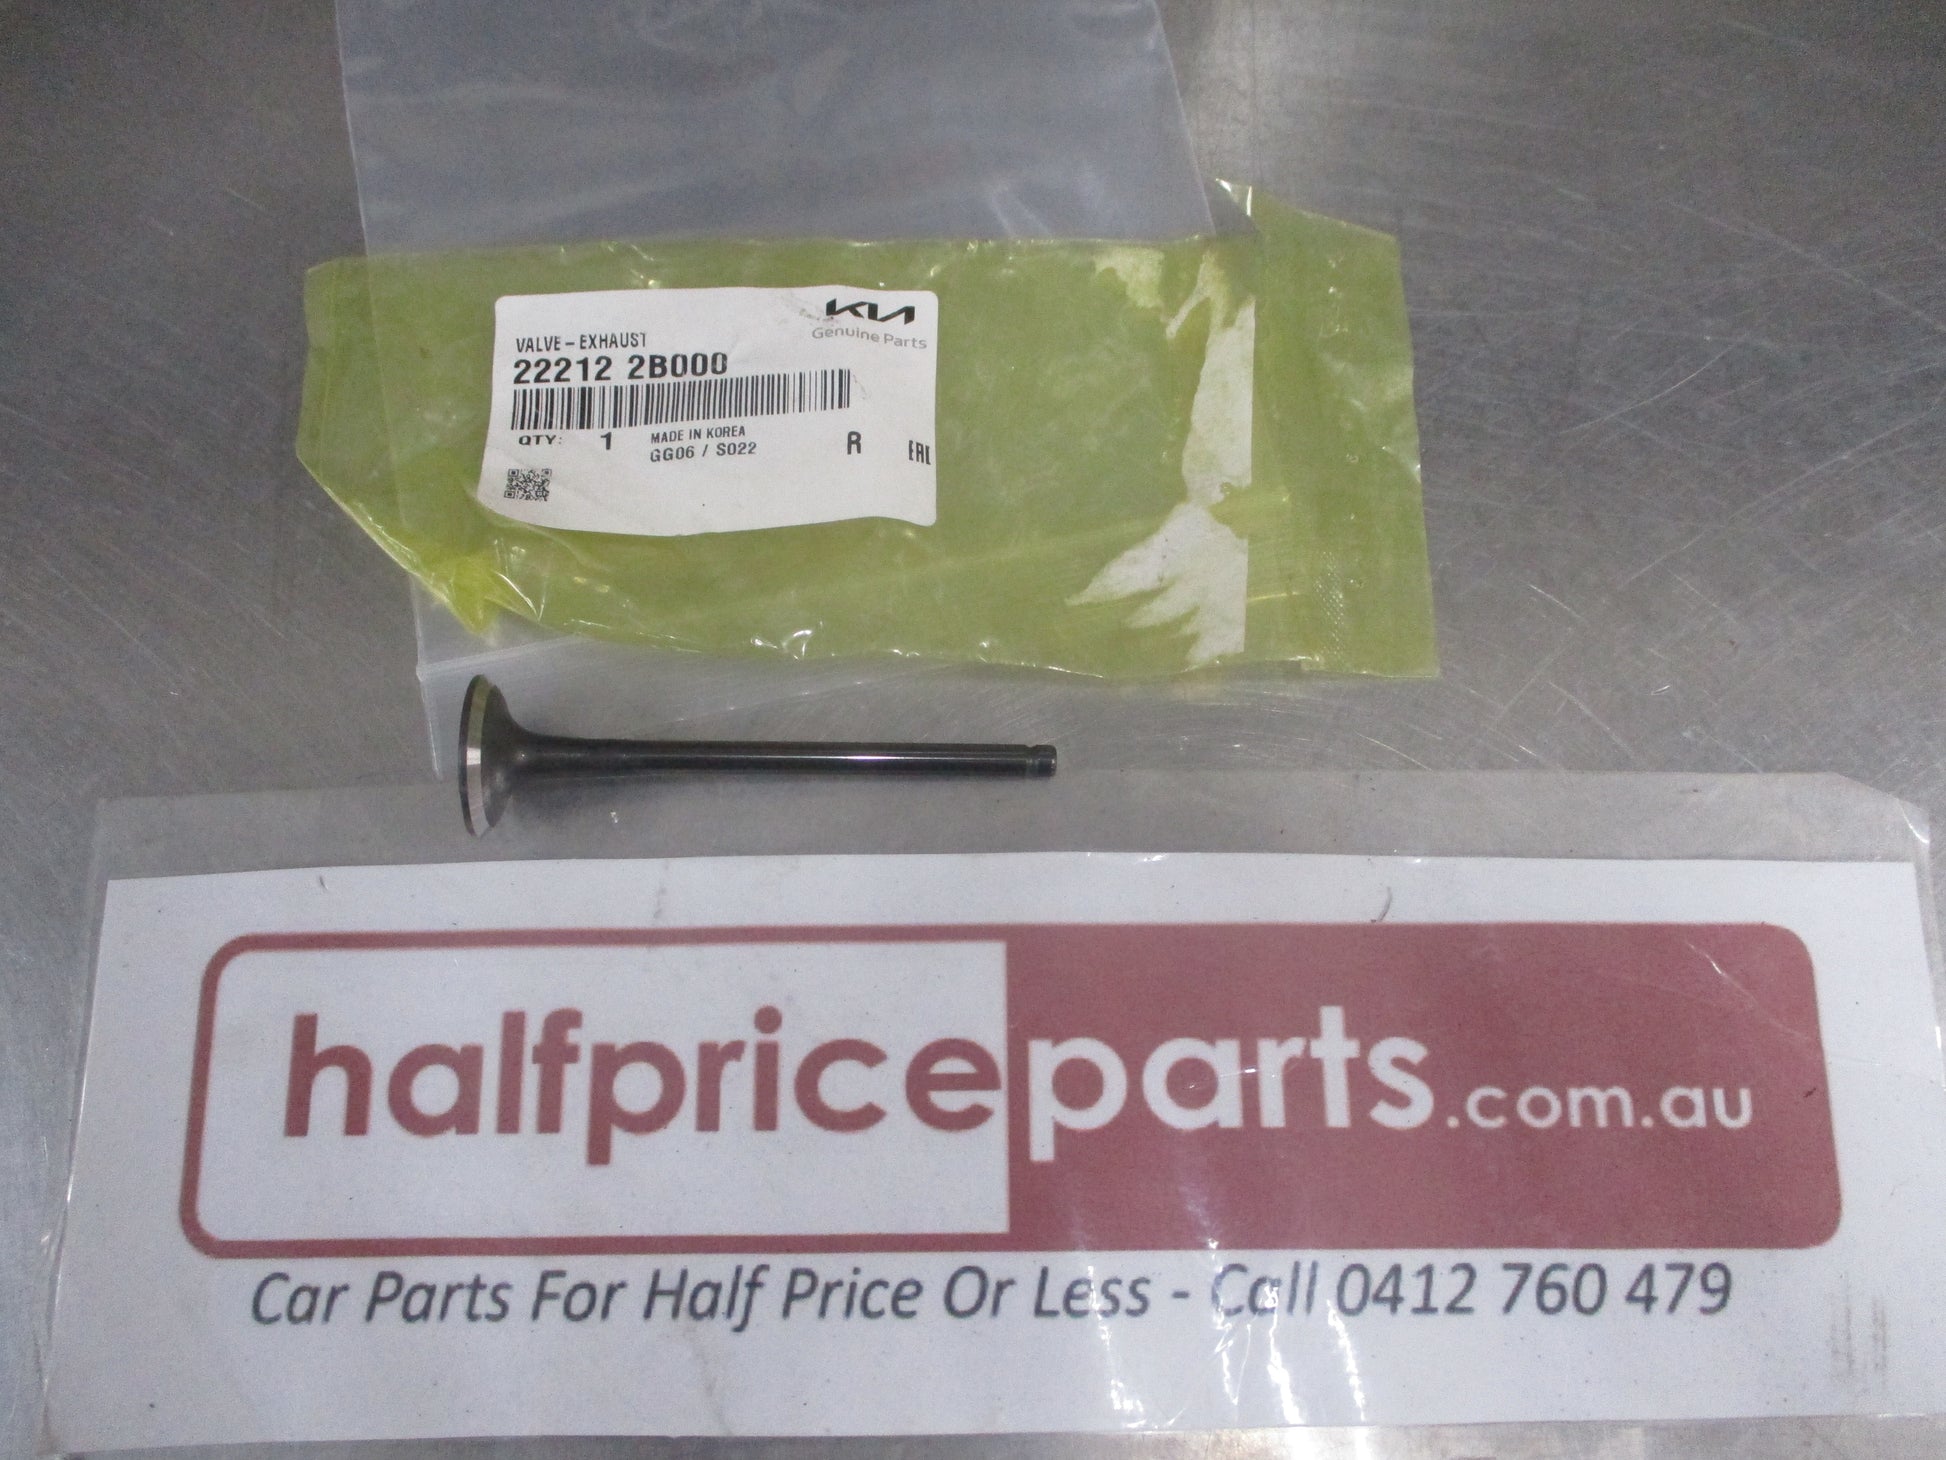 KIA
Genuine Parts
VALVE-EXHAUST
22212 2B000
QTY: 1 MADE IN KOREA R EAC
GG06 / S022
halfpriceparts.com.au
Car Parts For Half Price Or Less - Call 0412 760 479